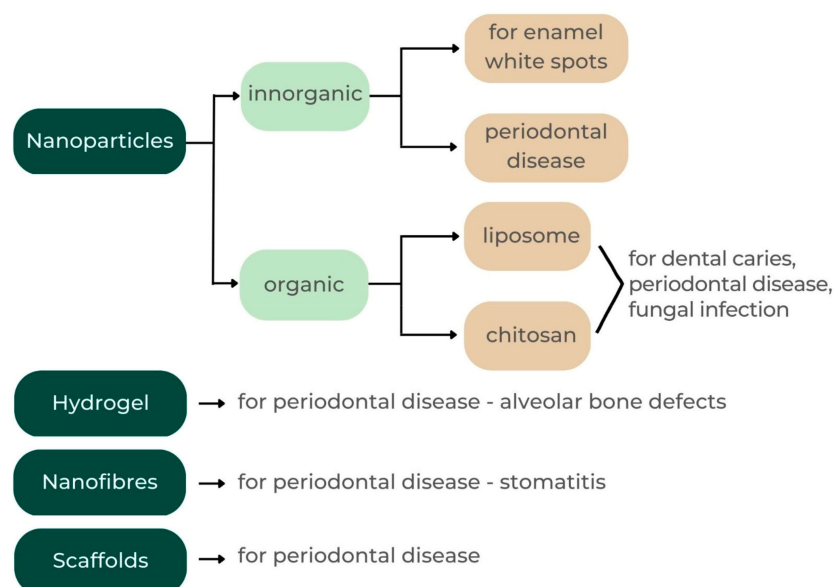 Nanoparticles
innorganic
for enamel
white spots
periodontal
disease
organic
liposome
chitosan
for dental caries,
periodontal disease,
fungal infection
Hydrogel
for periodontal disease - alveolar bone defects
Nanofibres
for periodontal disease - stomatitis
Scaffolds
for periodontal disease